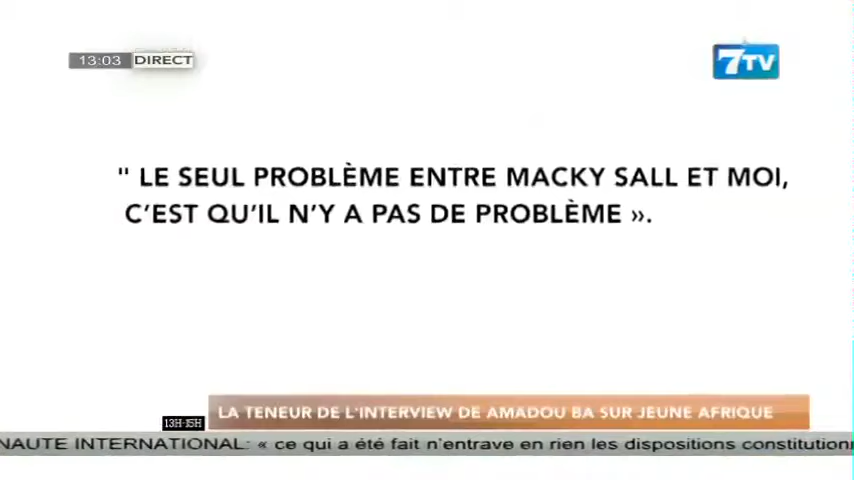 13:03 DIRECT
7TV
" LE SEUL PROBLÈME ENTRE MACKY SALL ET MOI,
C'EST QU'IL N'Y A PAS DE PROBLÈME ».
LA TENEUR DE L'INTERVIEW DE AMADOU BA SUR JEUNE AFRIQUE
13H-15H
NAUTE INTERNATIONAL: « ce qui a été fait n'entrave en rien les dispositions constitution